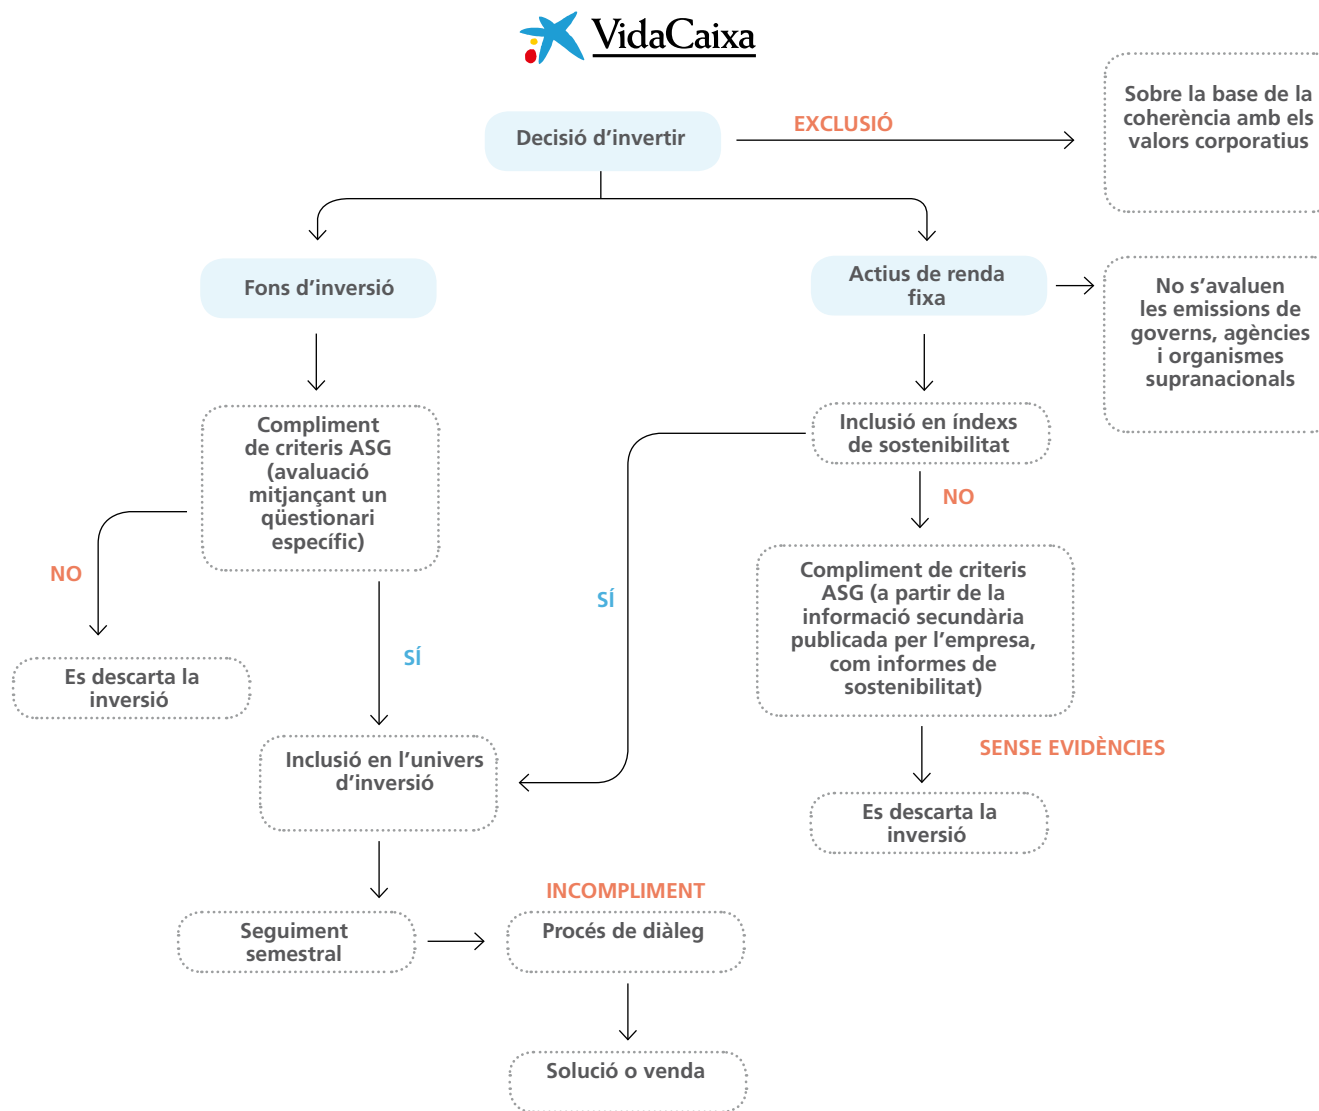 VidaCaixa
Decisió d'invertir
EXCLUSIÓ
Sobre la base de la
coherència amb els
valors corporatius
Fons d'inversió
Actius de renda
fixa
No s'avaluen
les emissions de
governs, agències
i organismes
supranacionals
Compliment
de criteris ASG
(avaluació
mitjançant un
qüestionari
específic)
Inclusió en índexs
de sostenibilitat
NO
NO
SÍ
SÍ
Compliment de criteris
ASG (a partir de la
informació secundària
publicada per l'empresa,
com informes de
sostenibilitat)
Es descarta la
inversió
Inclusió en l'univers
d'inversió
SENSE EVIDÈNCIES
Es descarta la
inversió
INCOMPLIMENT
Seguiment
semestral
Procés de diàleg
Solució o venda